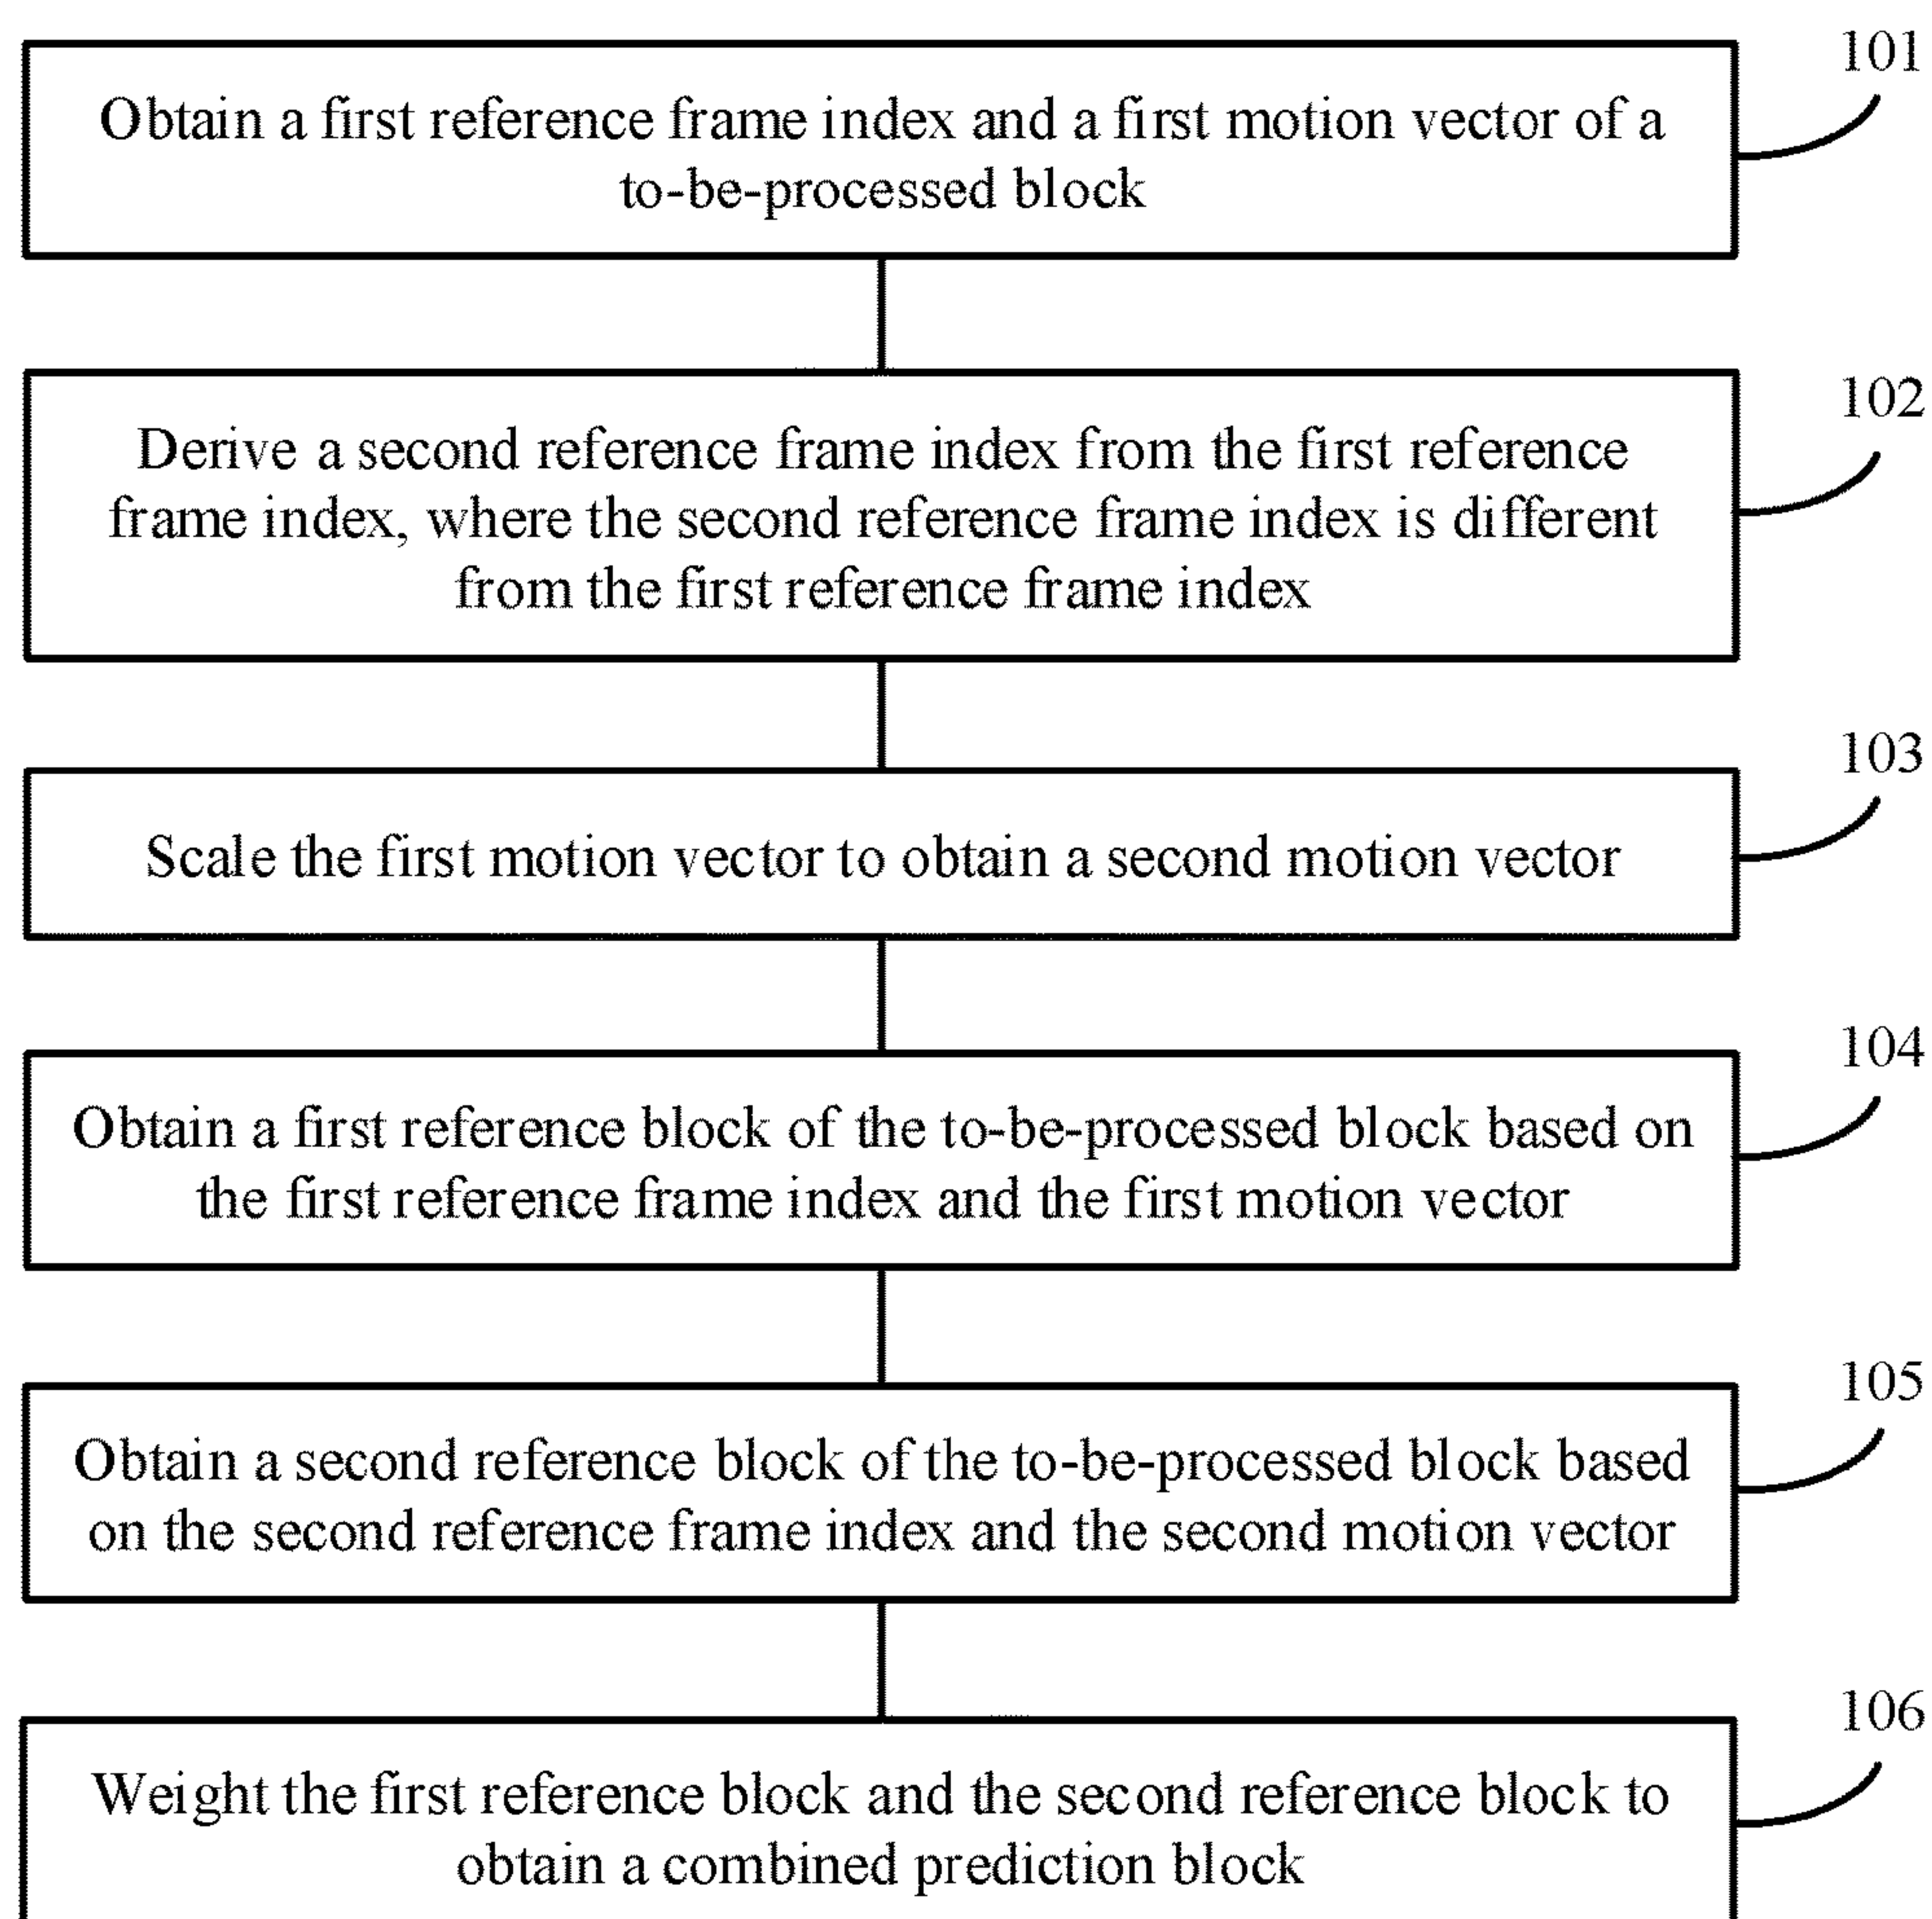 101
Obtain a first reference frame index and a first motion vector of a
to-be-processed block
102
Derive a second reference frame index from the first reference
frame index, where the second reference frame index is different
from the first reference frame index
103
Scale the first motion vector to obtain a second motion vector
104
Obtain a first reference block of the to-be-processed block based on
the first reference frame index and the first motion vector
105
Obtain a second reference block of the to-be-processed block based
on the second reference frame index and the second motion vector
106
Weight the first reference block and the second reference block to
obtain a combined prediction block